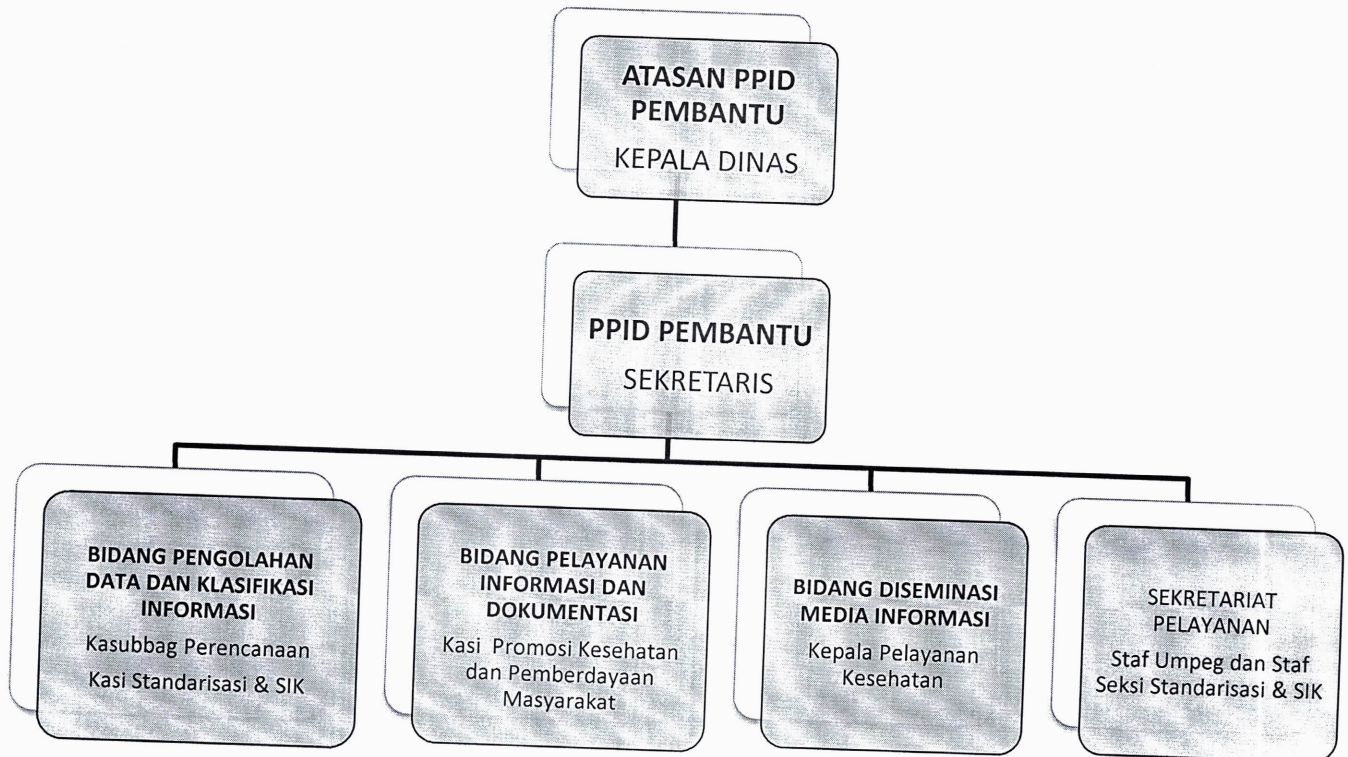 ATASAN PPID
PEMBANTU
KEPALA DINAS
PPID PEMBANTU
SEKRETARIS
BIDANG PENGOLAHAN
DATA DAN KLASIFIKASI
INFORMASI
Kasubbag Perencanaan
Kasi Standarisasi & SIK
BIDANG PELAYANAN
INFORMASI DAN
DOKUMENTASI
Kasi Promosi Kesehatan
dan Pemberdayaan
Masyarakat
BIDANG DISEMINASI
MEDIA INFORMASI
Kepala Pelayanan
Kesehatan
SEKRETARIAT
PELAYANAN
Staf Umpeg dan Staf
Seksi Standarisasi & SIK